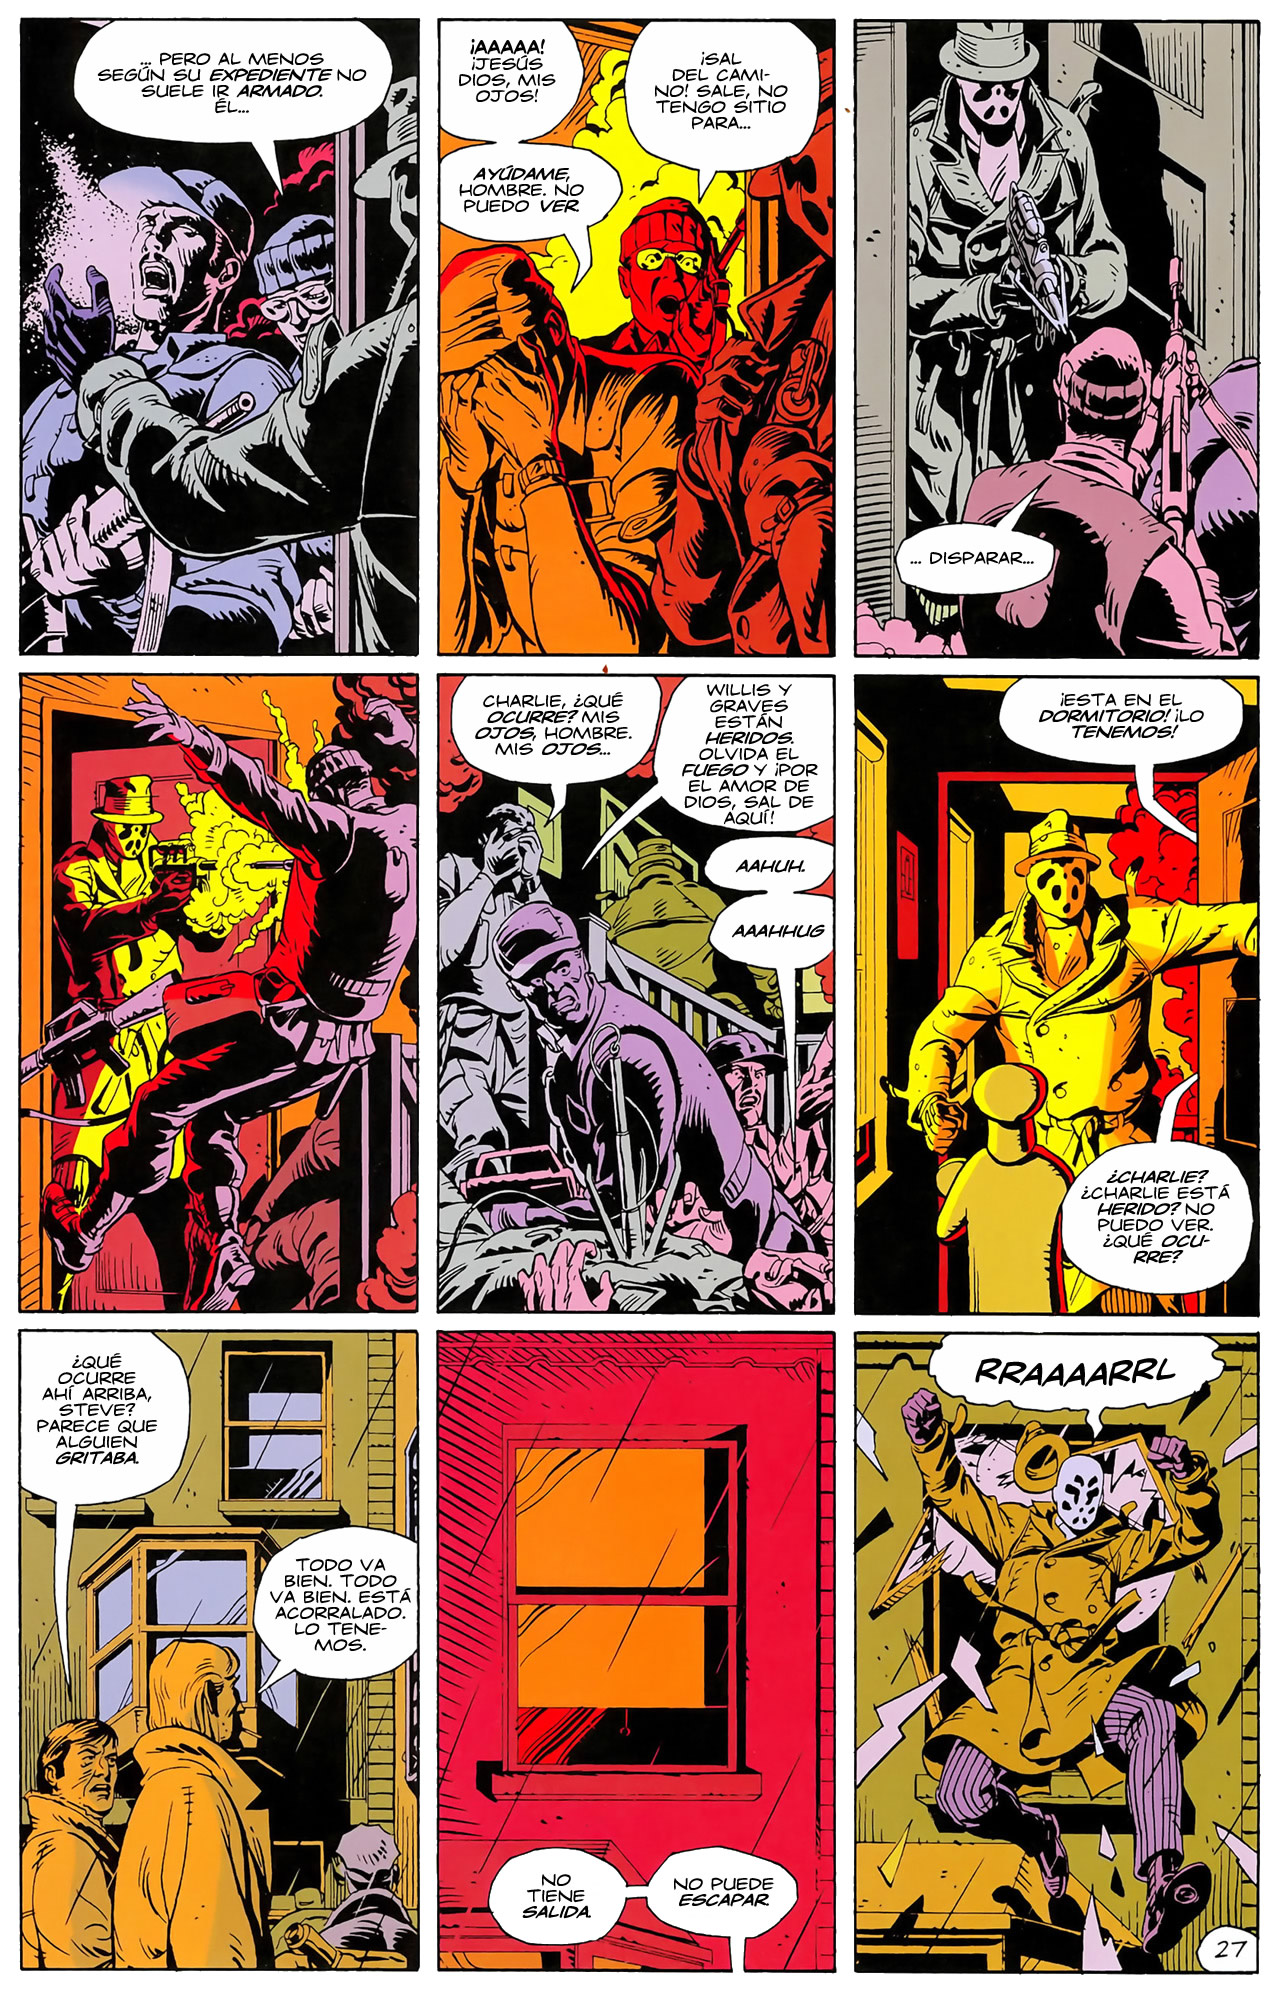 ... PERO AL MENOS
SEGÚN SU EXPEDIENTE NO
SUELE IR ARMADO.
ÉL...
¡AAAAA!
¡JESÚS
DIOS, MIS
OJOS!
¡SAL
DEL CAMI-
NO! SALE, NO
TENGO SITIO
PARA...
AYÚDAME,
HOMBRE. NO
PUEDO VER
... DISPARAR...
CHARLIE, ¿QUÉ
OCURRE? MIS
OJOS, HOMBRE.
MIS OJOS...
WILLIS Y
GRAVES
ESTÁN
HERIDOS.
OLVIDA EL
FUEGO Y ¡POR
EL AMOR DE
DIOS, SAL DE
AQUÍ!
AAHUH.
AAAHHUG
¡ESTA EN EL
DORMITORIO! ¡LO
TENEMOS!
¿CHARLIE?
¿CHARLIE ESTÁ
HERIDO? NO
PUEDO VER.
¿QUÉ OCU-
RRE?
¿QUÉ
OCURRE
AHÍ ARRIBA,
STEVE?
PARECE QUE
ALGUIEN
GRITABA.
TODO VA
BIEN. TODO
VA BIEN. ESTÁ
ACORRALADO.
LO TENE-
MOS.
NO
TIENE
SALIDA.
NO PUEDE
ESCAPAR.
RRAAAARRL
27